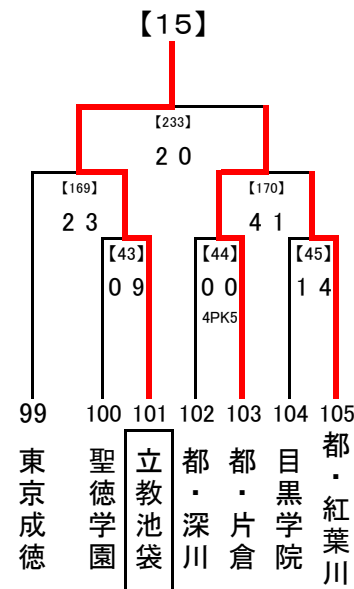 【15】
【233】
2 0
【169】 【170】
2 3 4 1
【43】 【44】 【45】
0 9 0 0 1 4
4PK5
99 100 101 102 103 104 105
東京成徳
聖徳学園
立教池袋
都・深川
都・片倉
目黒学院
都・紅葉川